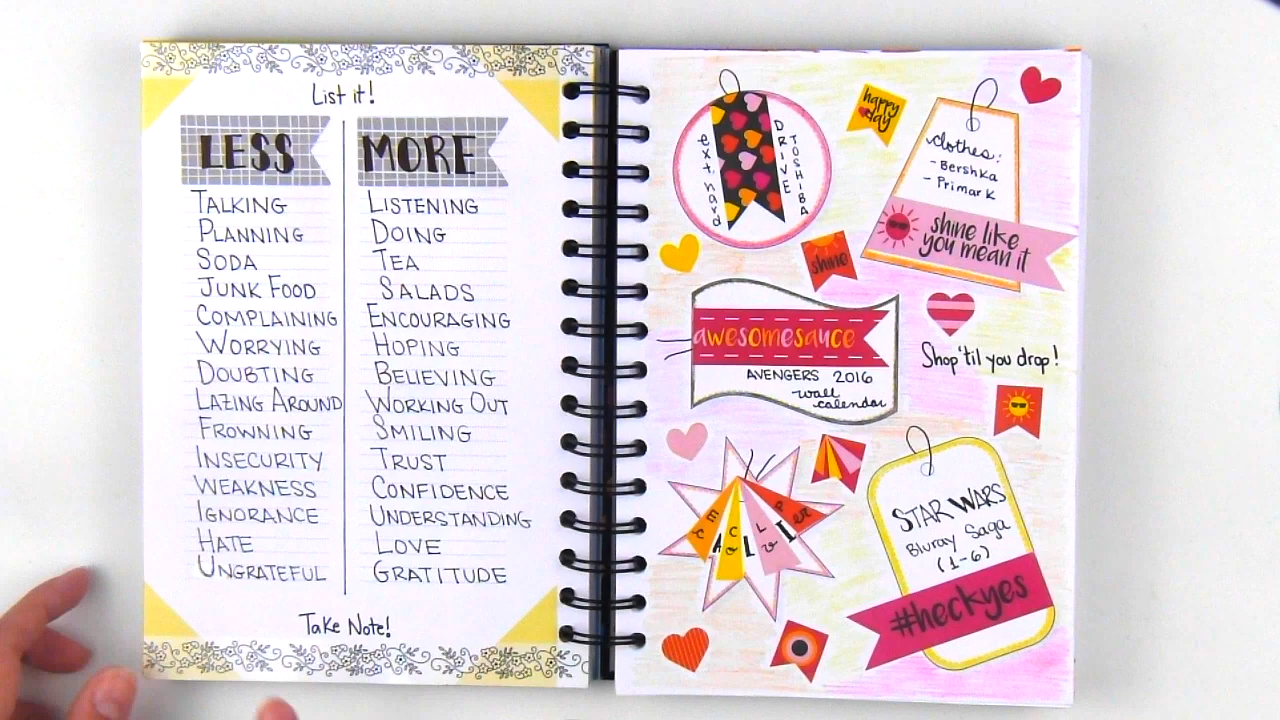 List it!
LESS
TALKING
PLANNING
SODA
JUNK FOOD
COMPLAINING
WORRYING
DOUBTING
LAZING AROUND
FROWNING
INSECURITY
WEAKNESS
IGNORANCE
HATE
UNGRATEFUL
MORE
LISTENING
DOING
TEA
SALADS
ENCOURAGING
HOPING
BELIEVING
WORKING OUT
SMILING
TRUST
CONFIDENCE
UNDERSTANDING
LOVE
GRATITUDE
Take Note!
ext. hard
DRIVE
TOSHIBA
happy
day
clothes:
- Bershka
- Primark
shine like
you mean it
shine
awesomesauce
AVENGERS 2016
wall
calendar
Shop 'til you drop!
STAR WARS
Bluray Saga
(1-6)
#heckyes